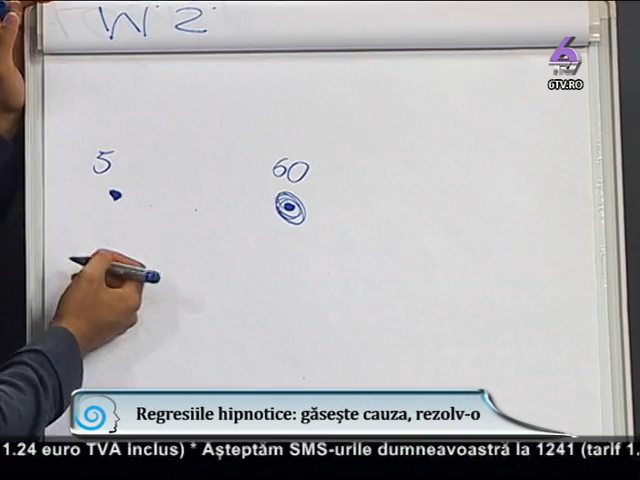 6
6TV.RO
5
60
Regresiile hipnotice: găsește cauza, rezolv-o
1.24 euro TVA inclus) * Așteptăm SMS-urile dumneavoastră la 1241 (tarif 1.